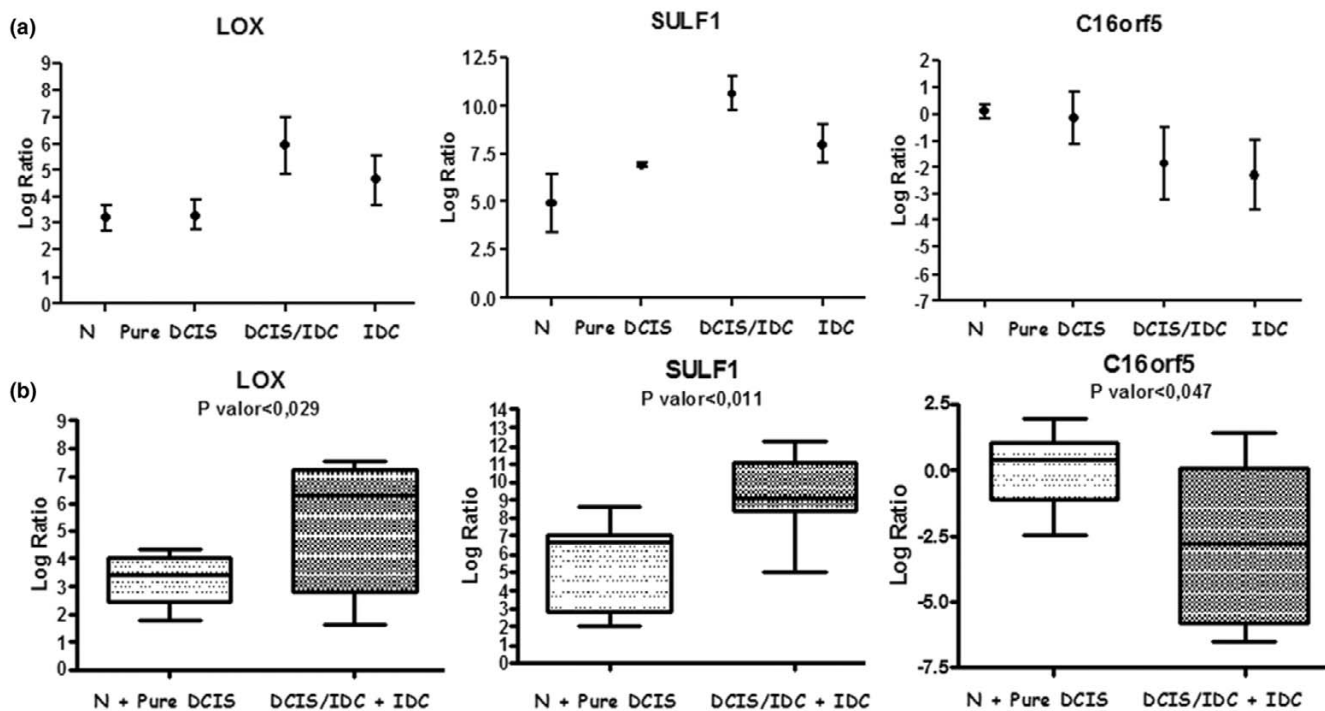 (a)
LOX
Log Ratio
9
8
7
6
5
4
3
2
1
0
N Pure DCIS DCIS/IDC IDC
SULF1
Log Ratio
12.5
10.0
7.5
5.0
2.5
0.0
N Pure DCIS DCIS/IDC IDC
C16orf5
Log Ratio
2
1
0
-1
-2
-3
-4
-5
-6
-7
N Pure DCIS DCIS/IDC IDC
(b)
LOX
P valor<0,029
Log Ratio
9
8
7
6
5
4
3
2
1
0
N + Pure DCIS DCIS/IDC + IDC
SULF1
P valor<0,011
Log Ratio
14
13
12
11
10
9
8
7
6
5
4
3
2
1
0
N + Pure DCIS DCIS/IDC + IDC
C16orf5
P valor<0,047
Log Ratio
2.5
0.0
-2.5
-5.0
-7.5
N + Pure DCIS DCIS/IDC + IDC